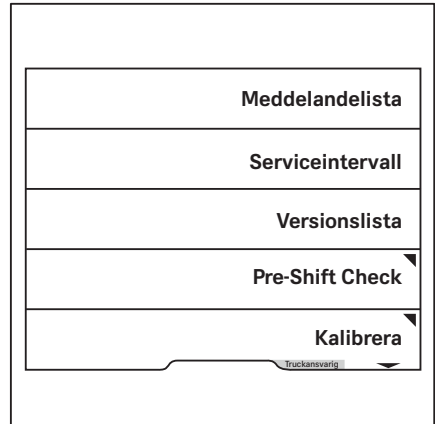 Meddelandelista
Serviceintervall
Versionslista
Pre-Shift Check
Kalibrera
Truckansvarig